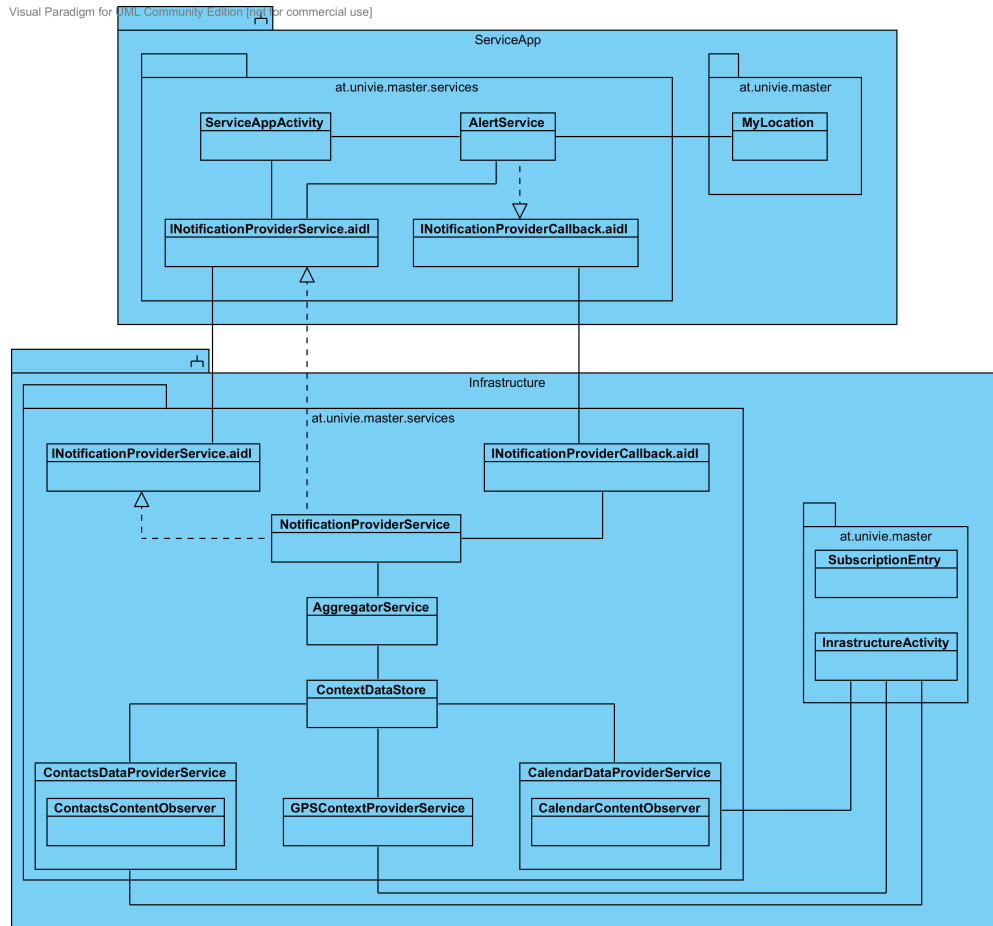 Visual Paradigm for UML Community Edition [not for commercial use]
ServiceApp
at.univie.master.services
at.univie.master
ServiceAppActivity
AlertService
MyLocation
INotificationProviderService.aidl
INotificationProviderCallback.aidl
Infrastructure
at.univie.master.services
INotificationProviderService.aidl
INotificationProviderCallback.aidl
NotificationProviderService
at.univie.master
SubscriptionEntry
AggregatorService
InrastructureActivity
ContextDataStore
ContactsDataProviderService
CalendarDataProviderService
ContactsContentObserver
GPSContextProviderService
CalendarContentObserver